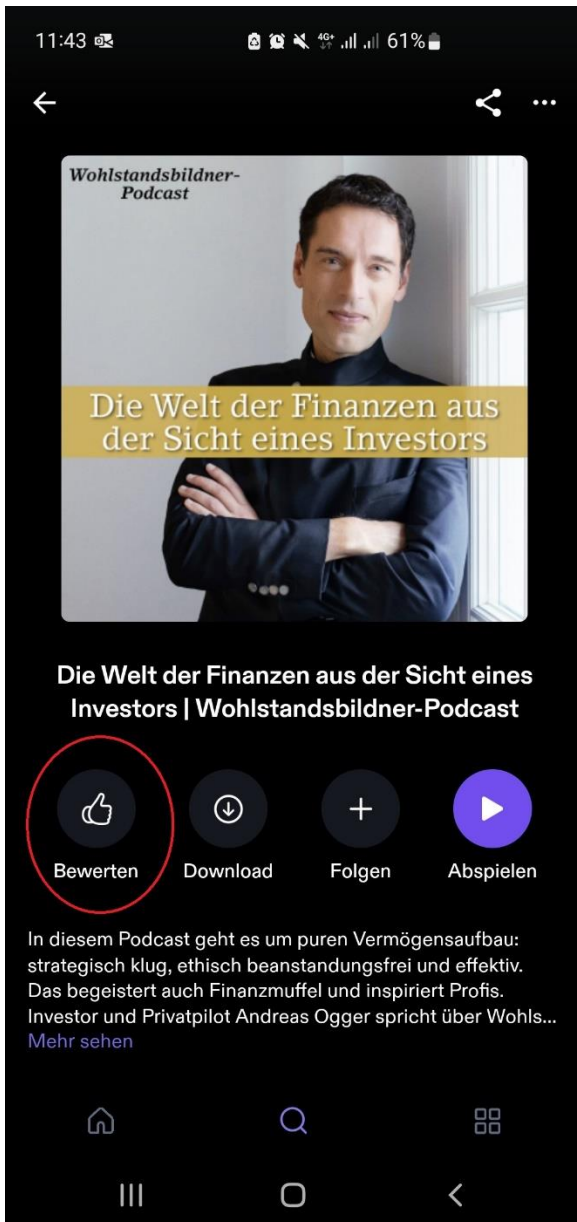 11:43
4G+
61%
Wohlstandsbildner-
Podcast
Die Welt der Finanzen aus
der Sicht eines Investors
Die Welt der Finanzen aus der Sicht eines
Investors | Wohlstandsbildner-Podcast
Bewerten Download Folgen Abspielen
In diesem Podcast geht es um puren Vermögensaufbau:
strategisch klug, ethisch beanstandungsfrei und effektiv.
Das begeistert auch Finanzmuffel und inspiriert Profis.
Investor und Privatpilot Andreas Ogger spricht über Wohls...
Mehr sehen